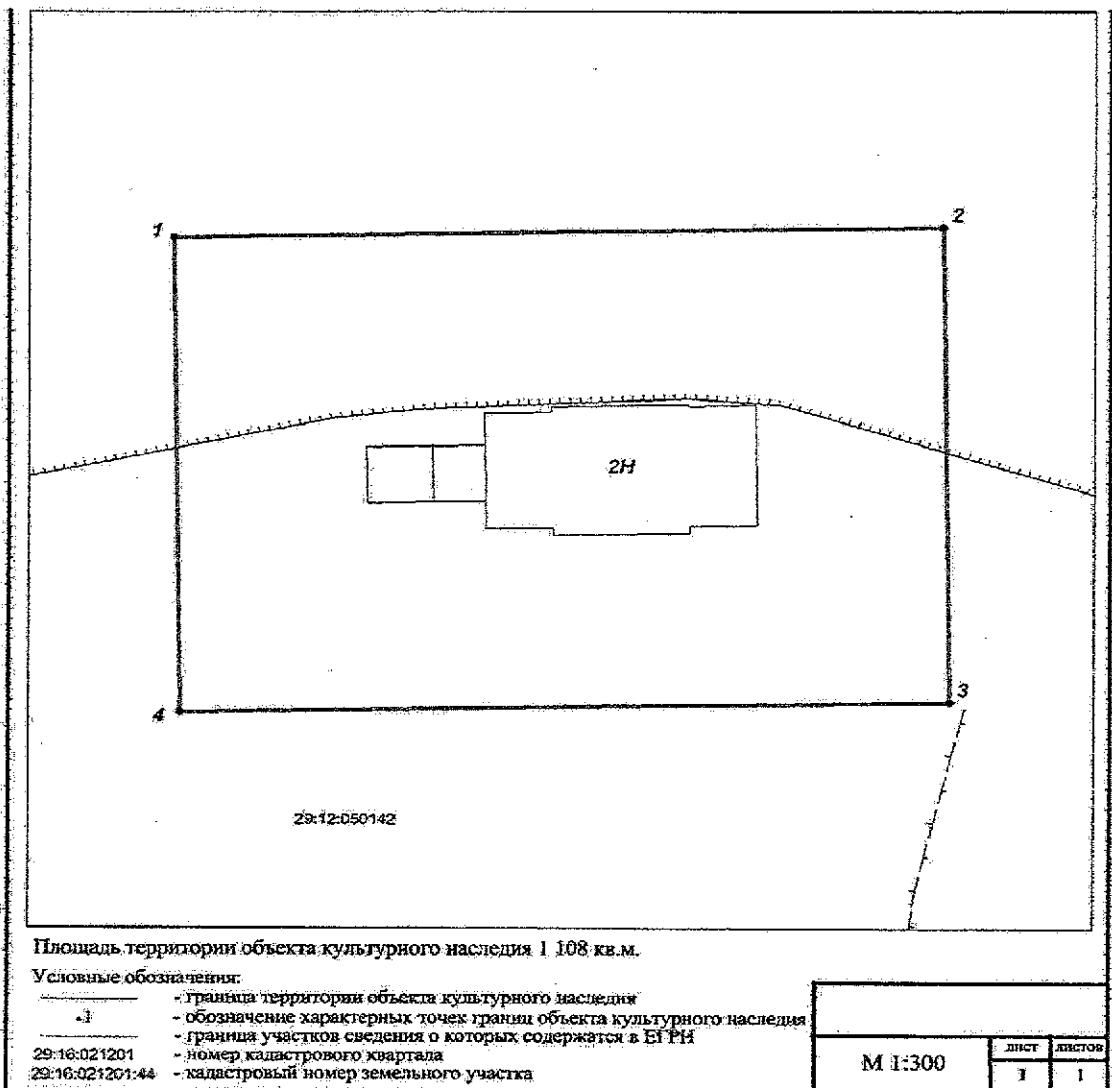 1
2
2Н
3
4
29:12:050142
Площадь территории объекта культурного наследия 1 108 кв.м.
Условные обозначения:
- граница территории объекта культурного наследия
.1 - обозначение характерных точек границ объекта культурного наследия
- граница участков сведения о которых содержатся в ЕГРН
29:16:021201 - номер кадастрового квартала
29:16:021201:44 - кадастровый номер земельного участка
М 1:300
лист листов
1 1